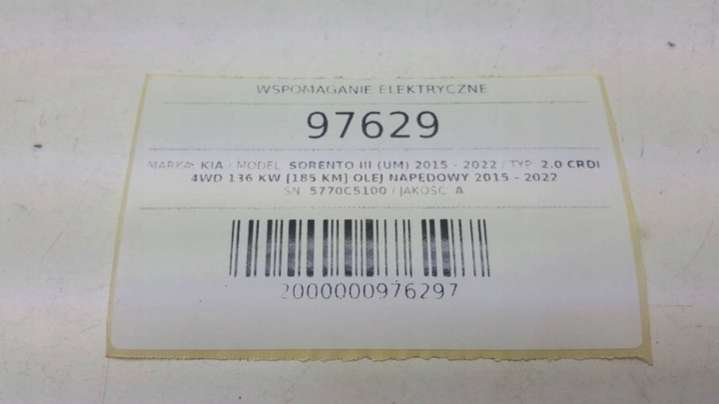 WSPOMAGANIE ELEKTRYCZNE
97629
MARKA: KIA / MODEL: SORENTO III (UM) 2015 - 2022 / TYP: 2.0 CRDI
4WD 136 KW [185 KM] OLEJ NAPĘDOWY 2015 - 2022
SN: 5770C5100 / JAKOŚĆ: A
2000000976297